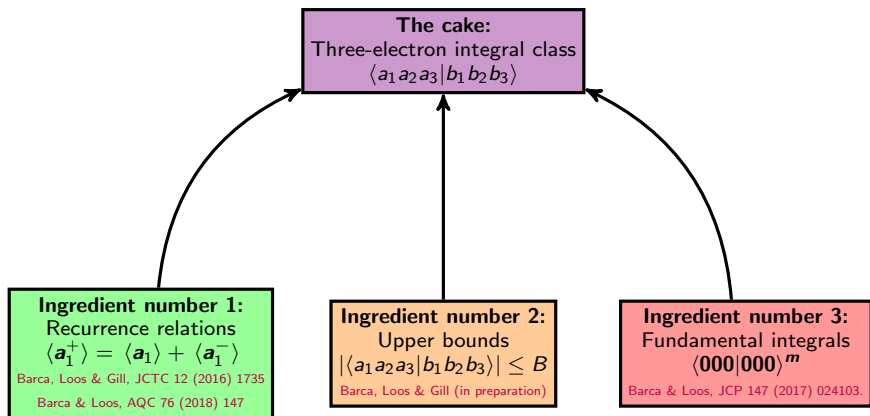 The cake:
Three-electron integral class
⟨a₁a₂a₃|b₁b₂b₃⟩
Ingredient number 1:
Recurrence relations
⟨a₁⁺⟩ = ⟨a₁⟩ + ⟨a₁⁻⟩
Barca, Loos & Gill, JCTC 12 (2016) 1735
Barca & Loos, AQC 76 (2018) 147
Ingredient number 2:
Upper bounds
|⟨a₁a₂a₃|b₁b₂b₃⟩| ≤ B
Barca, Loos & Gill (in preparation)
Ingredient number 3:
Fundamental integrals
⟨000|000⟩ᵐ
Barca & Loos, JCP 147 (2017) 024103.